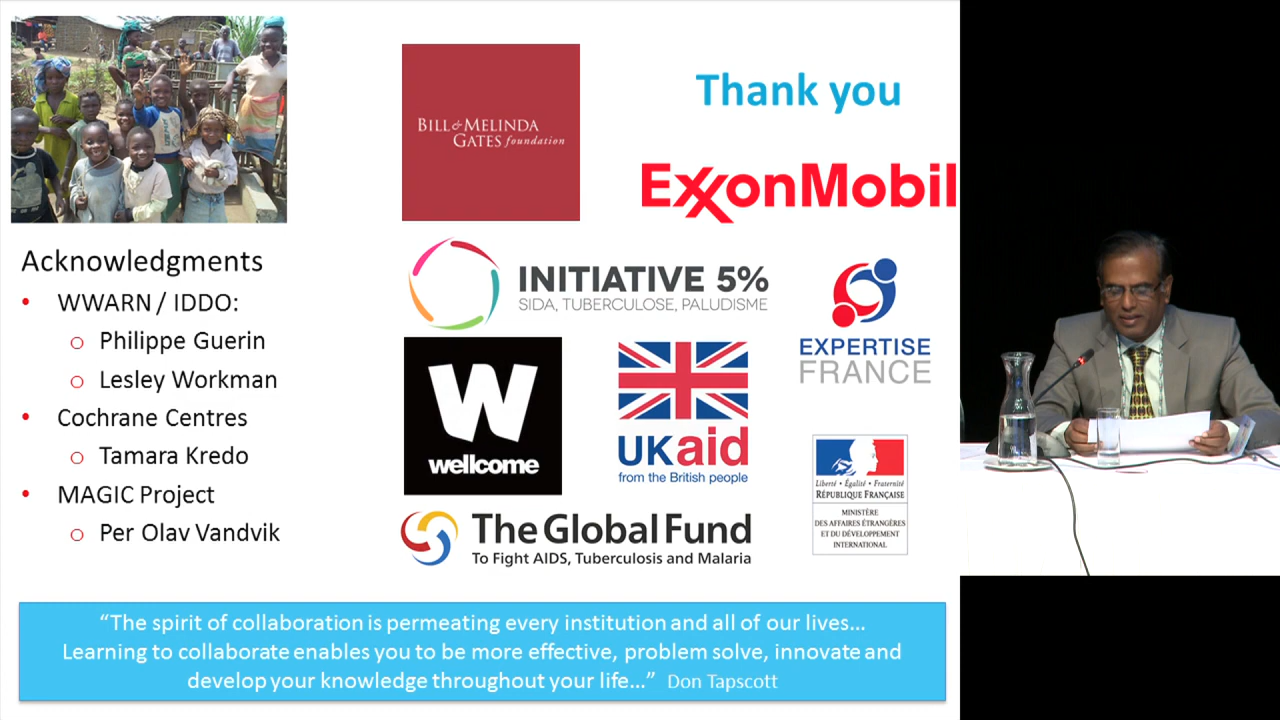 BILL & MELINDA
GATES foundation
Thank you
ExxonMobil
INITIATIVE 5%
SIDA, TUBERCULOSE, PALUDISME
EXPERTISE
FRANCE
Acknowledgments
• WWARN / IDDO:
o Philippe Guerin
o Lesley Workman
• Cochrane Centres
o Tamara Kredo
• MAGIC Project
o Per Olav Vandvik
W
wellcome
UKaid
from the British people
Liberté • Égalité • Fraternité
RÉPUBLIQUE FRANÇAISE
MINISTÈRE
DES AFFAIRES ÉTRANGÈRES
ET DU DÉVELOPPEMENT
INTERNATIONAL
The Global Fund
To Fight AIDS, Tuberculosis and Malaria
“The spirit of collaboration is permeating every institution and all of our lives...
Learning to collaborate enables you to be more effective, problem solve, innovate and
develop your knowledge throughout your life...” Don Tapscott